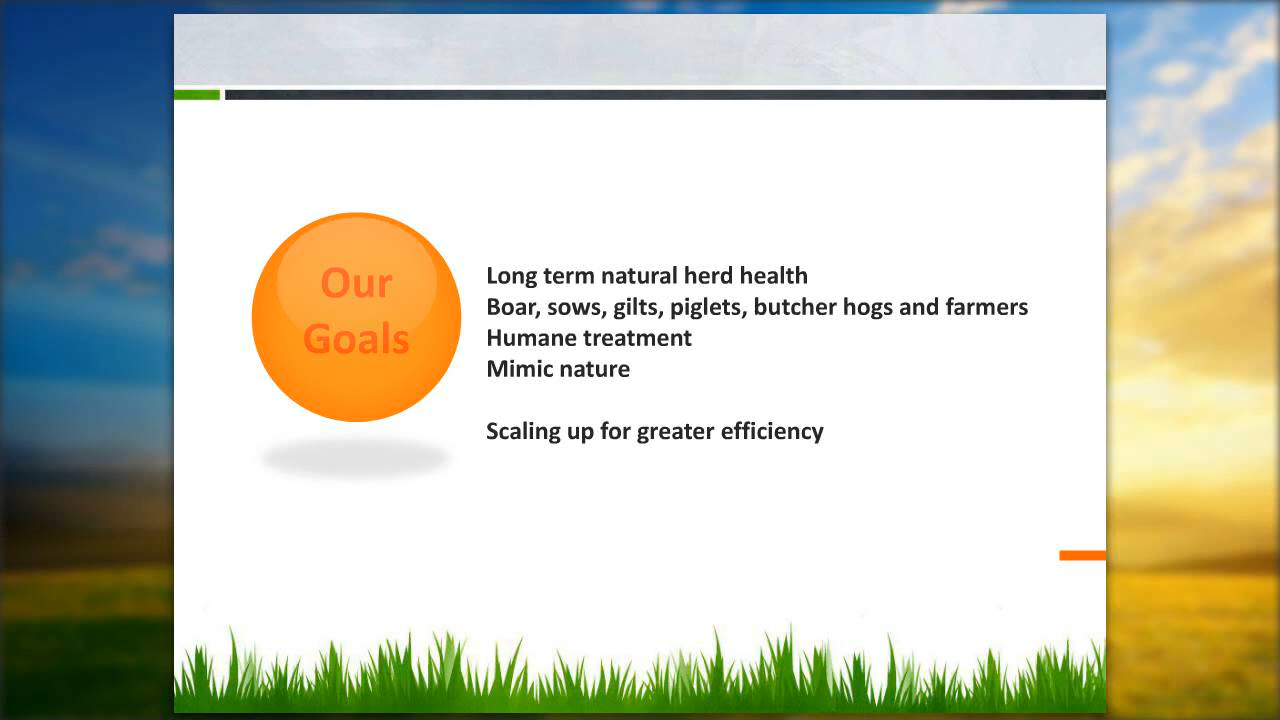 Our
Goals
Long term natural herd health
Boar, sows, gilts, piglets, butcher hogs and farmers
Humane treatment
Mimic nature
Scaling up for greater efficiency